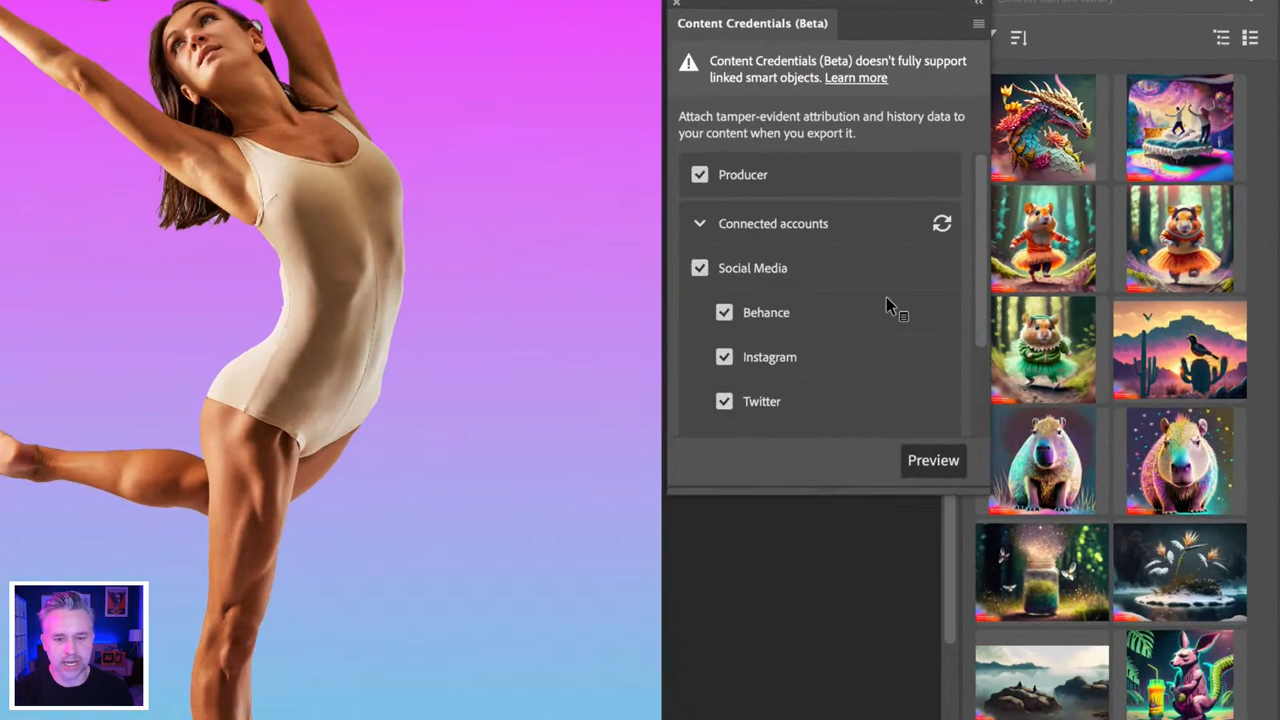 Content Credentials (Beta)
Content Credentials (Beta) doesn't fully support
linked smart objects. Learn more
Attach tamper-evident attribution and history data to
your content when you export it.
Producer
Connected accounts
Social Media
Behance
Instagram
Twitter
Preview